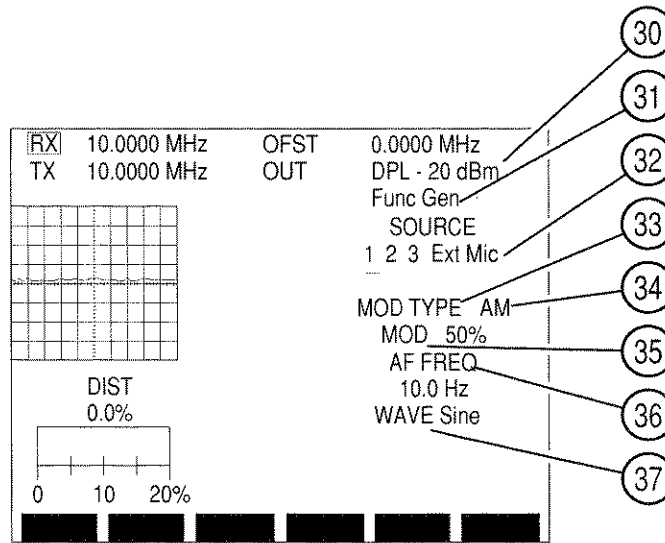 30
31
RX 10.0000 MHz OFST 0.0000 MHz
TX 10.0000 MHz OUT DPL - 20 dBm
32
Func Gen
SOURCE
33
1 2 3 Ext Mic
34
MOD TYPE AM
MOD 50%
35
AF FREQ
DIST
10.0 Hz
0.0%
WAVE Sine
36
37
0 10 20%